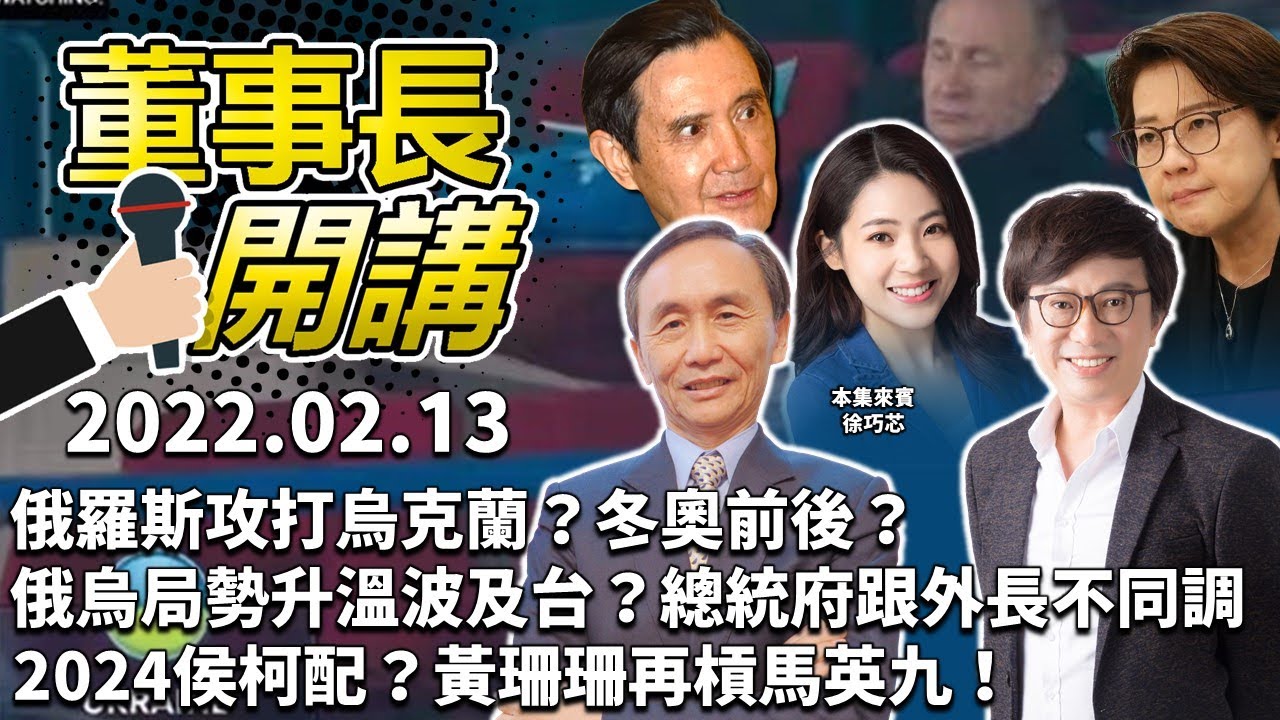 WATCHING:
董事長
開講
2022.02.13
本集來賓
徐巧芯
俄羅斯攻打烏克蘭？冬奧前後？
俄烏局勢升溫波及台？總統府跟外長不同調
2024侯柯配？黃珊珊再槓馬英九！
UKRAINE